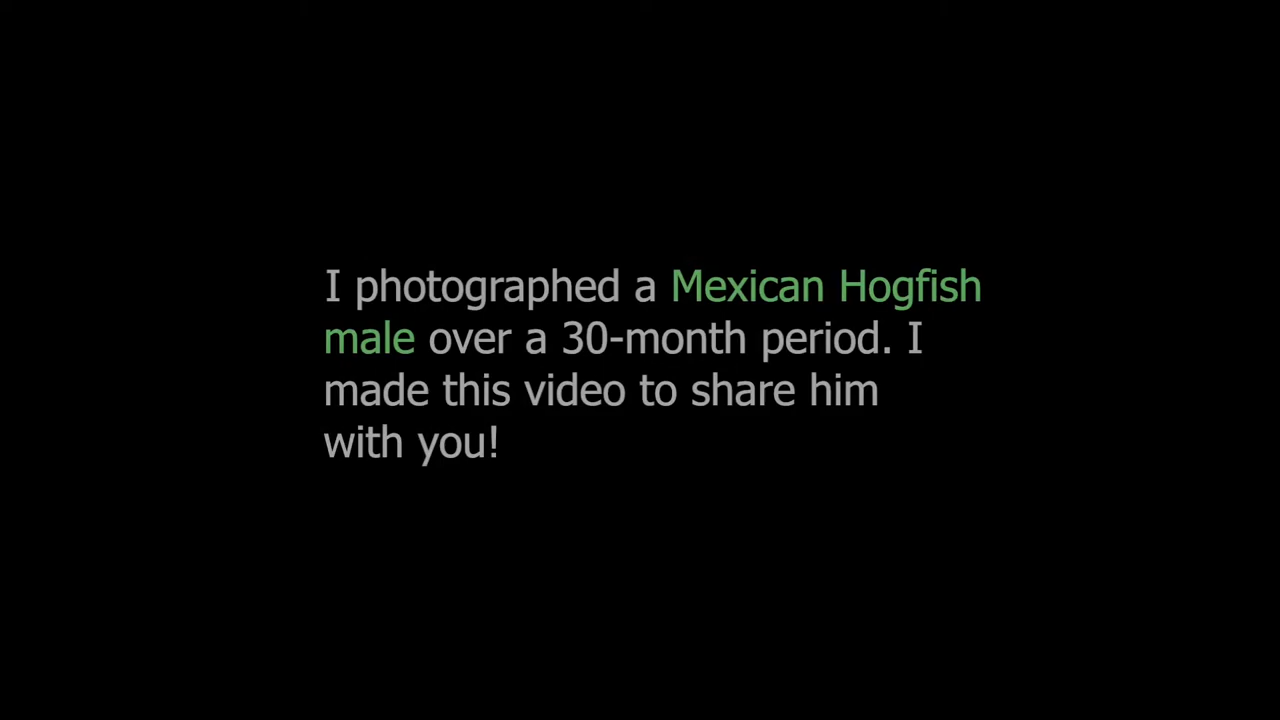 I photographed a Mexican Hogfish
male over a 30-month period. I
made this video to share him
with you!